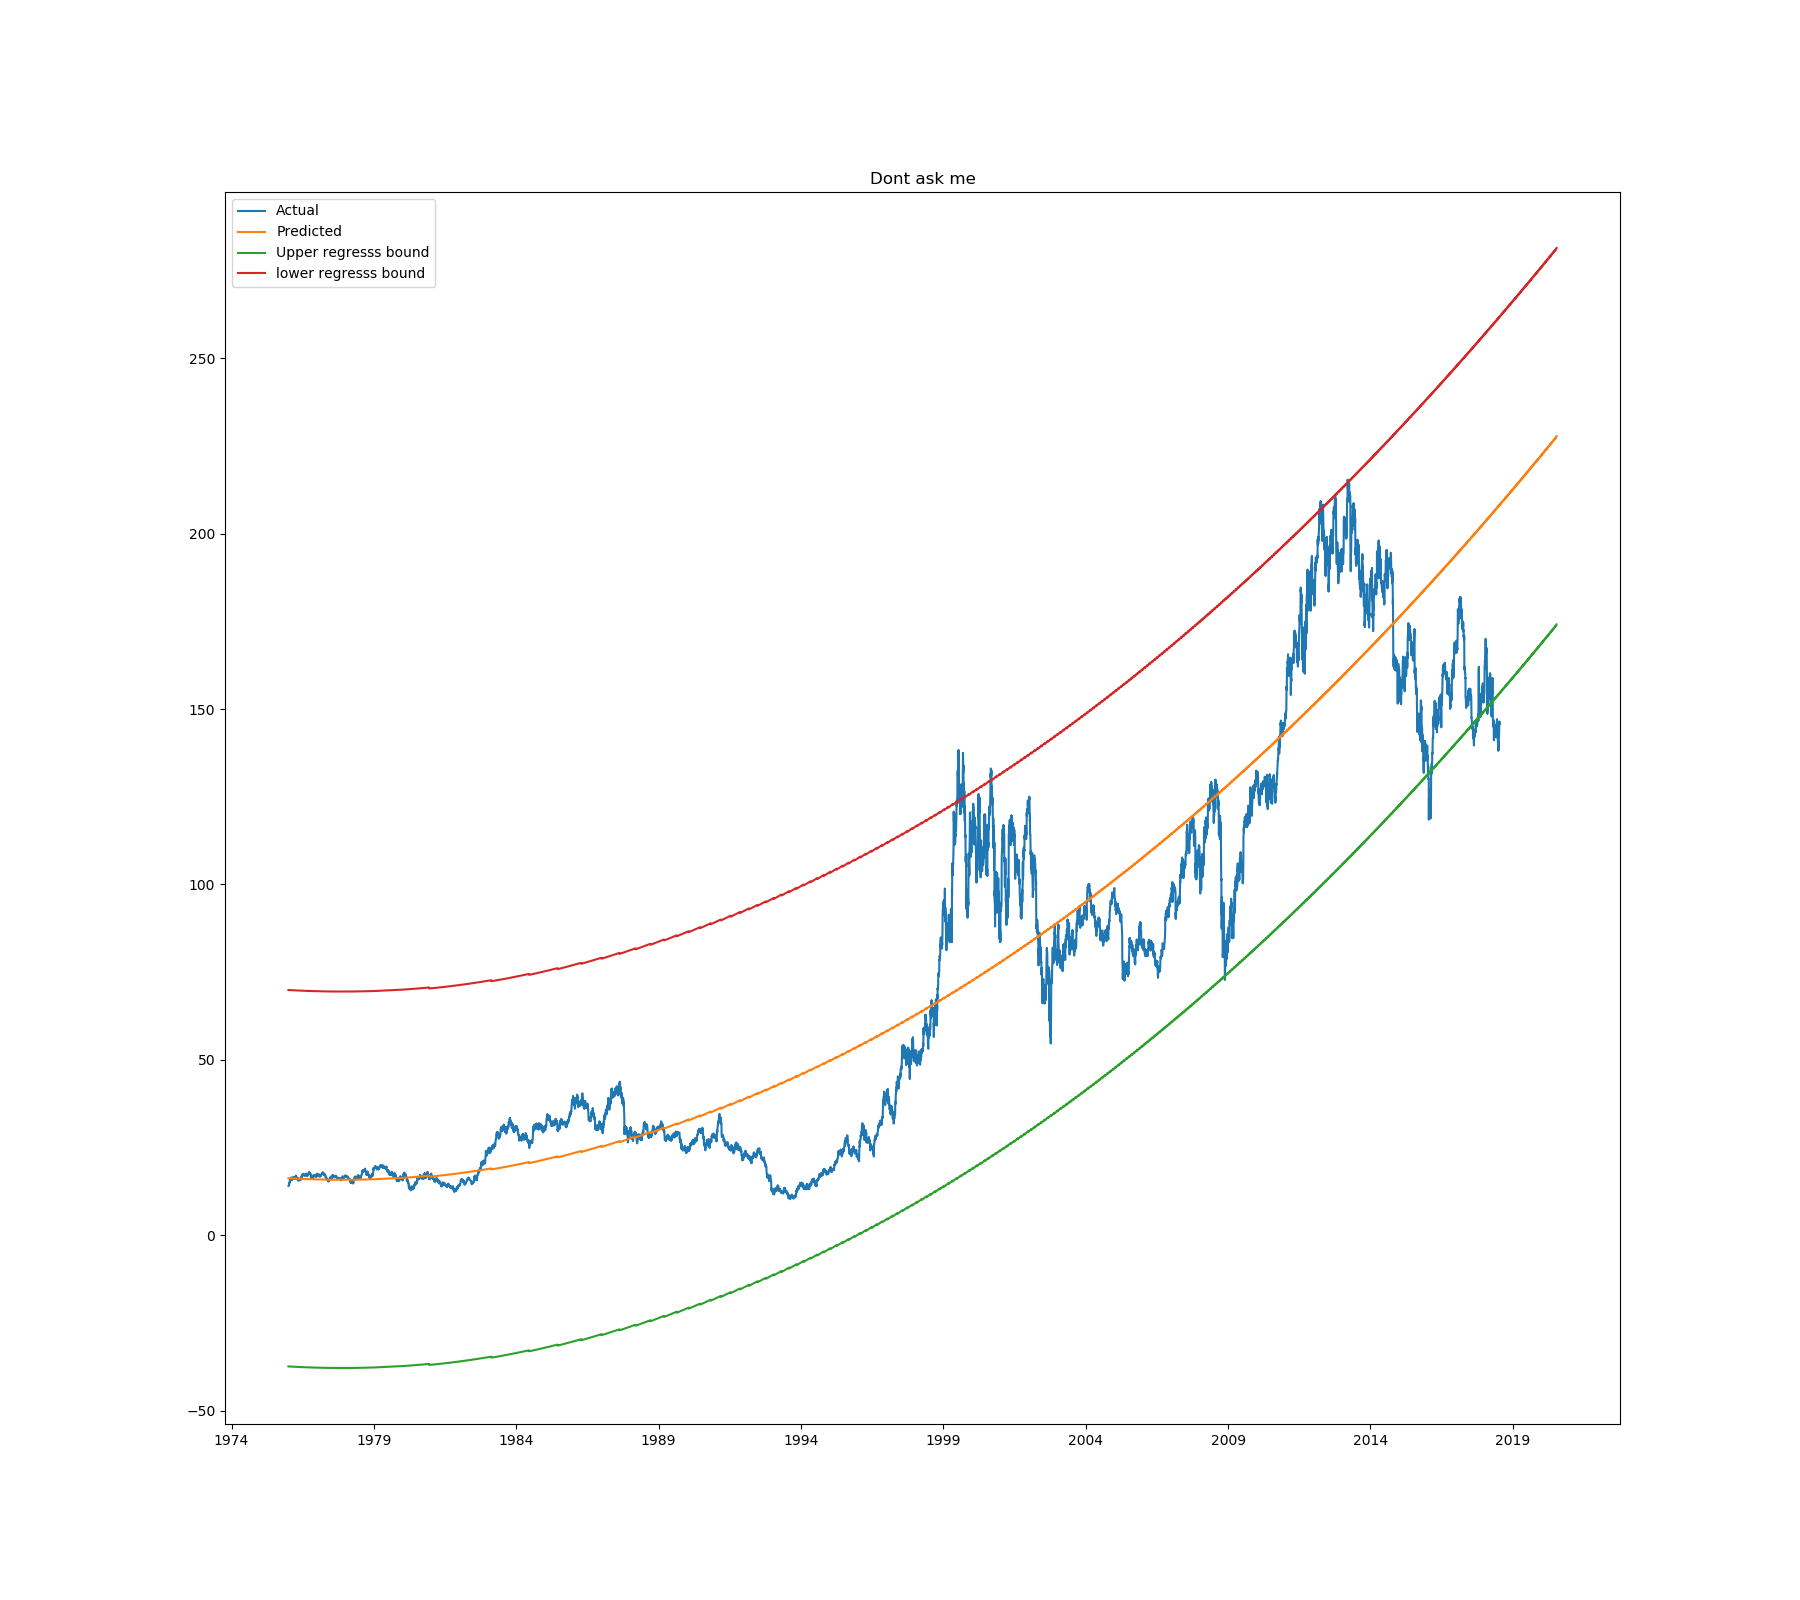 Dont ask me
Actual
Predicted
Upper regresss bound
lower regresss bound
250
200
150
100
50
0
−50
1974 1979 1984 1989 1994 1999 2004 2009 2014 2019